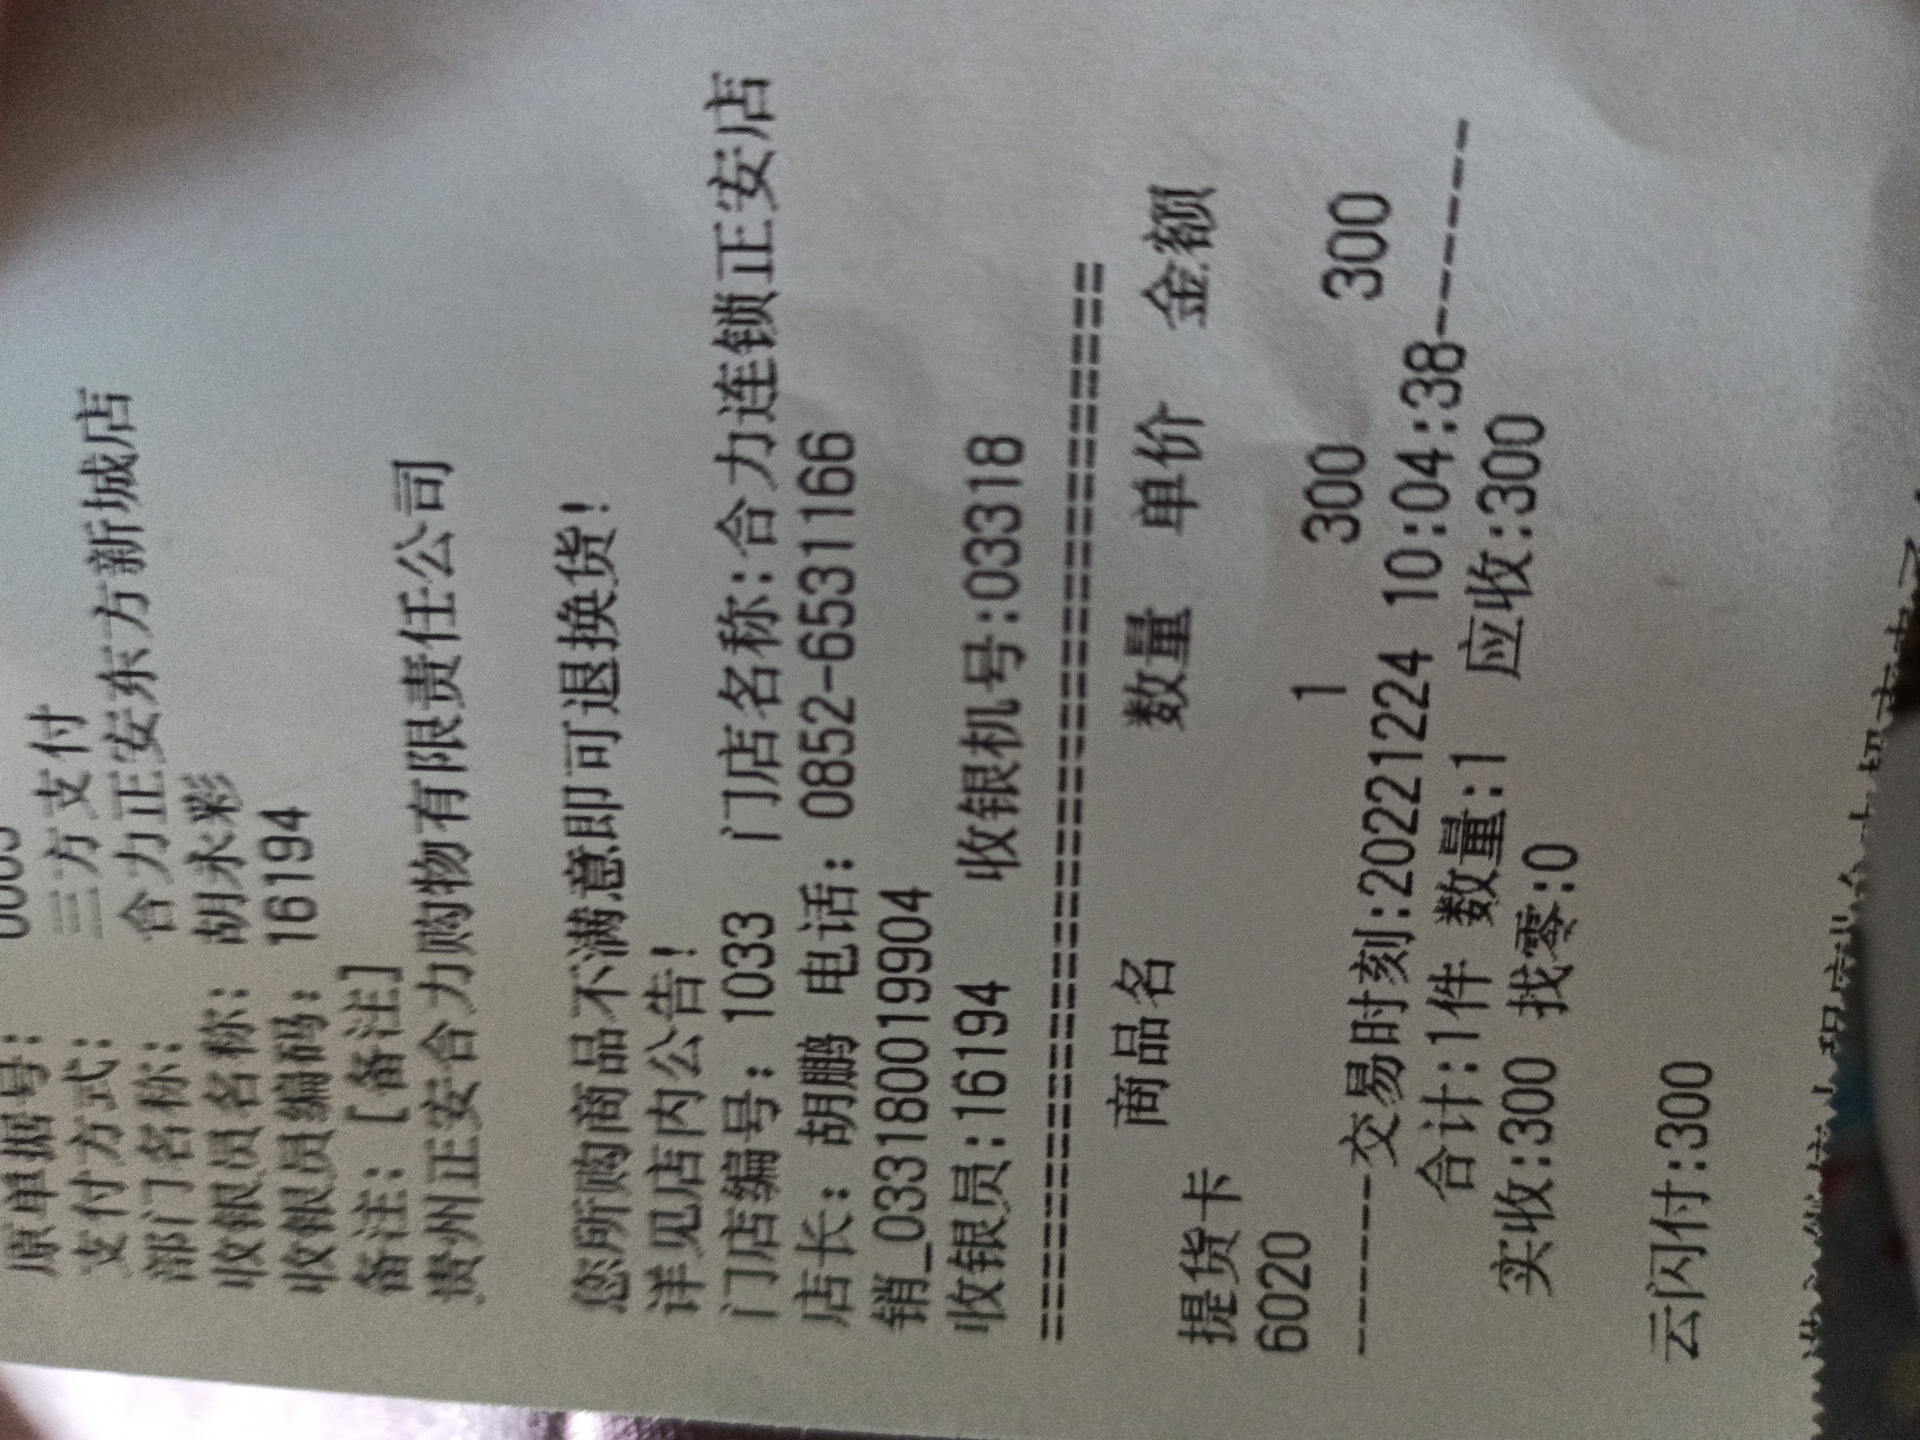 原单据号:
支付方式: 三方支付
部门名称: 合力正安东方新城店
收银员名称: 胡永彩
收银员编码: 16194
备注: [备注]
贵州正安合力购物有限责任公司
您所购商品不满意即可退换货!
详见店内公告!
门店编号: 1033 门店名称:合力连锁正安店
店长: 胡鹏 电话: 0852-6531166
销_0331800199904
收银员:16194 收银机号:03318
================================
商品名 数量 单价 金额
提货卡
6020 1 300 300
-------交易时刻:20221224 10:04:38-------
合计:1件 数量:1 应收:300
实收:300 找零:0
云闪付:300